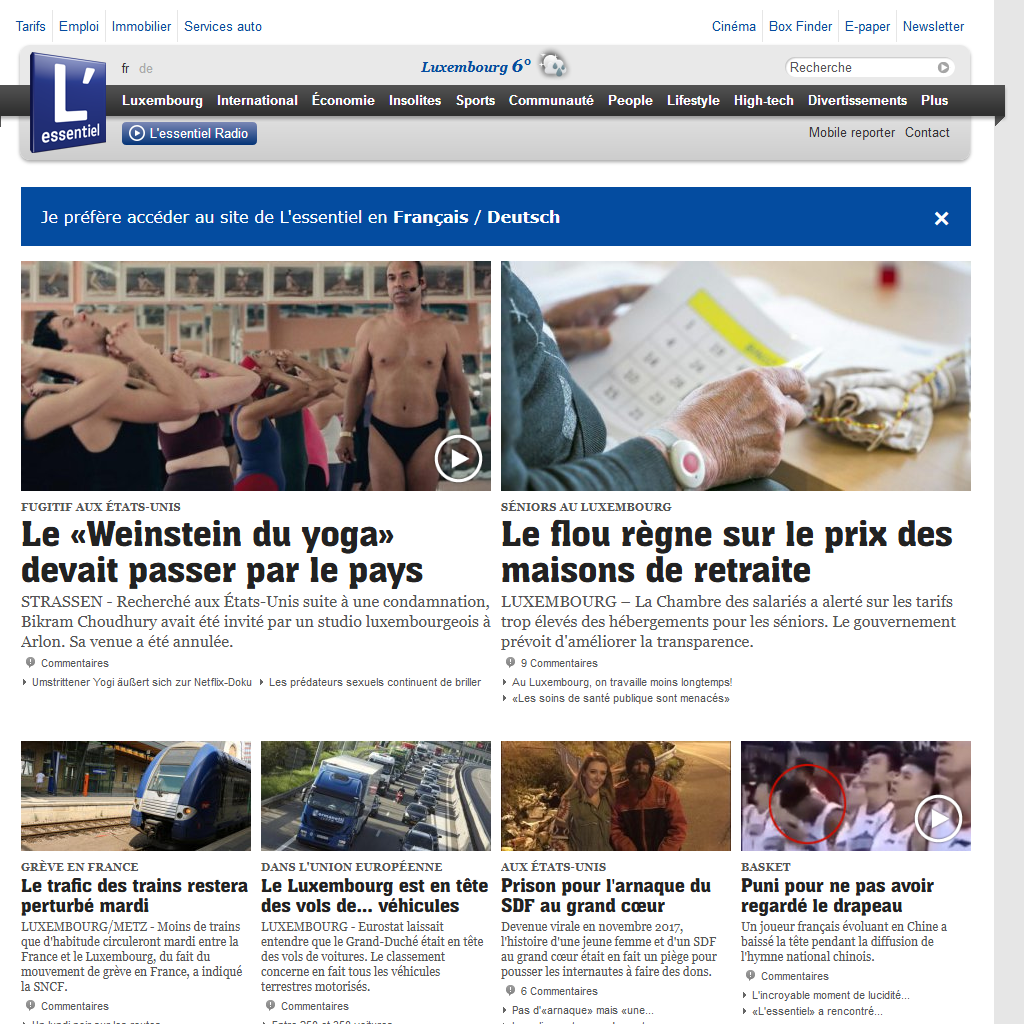 Tarifs Emploi Immobilier Services auto Cinéma Box Finder E-paper Newsletter
L'essentiel
fr de
Luxembourg 6°
Recherche
Luxembourg International Économie Insolites Sports Communauté People Lifestyle High-tech Divertissements Plus
L'essentiel Radio
Mobile reporter Contact
Je préfère accéder au site de L'essentiel en Français / Deutsch
FUGITIF AUX ÉTATS-UNIS
Le «Weinstein du yoga»
devait passer par le pays
STRASSEN - Recherché aux États-Unis suite à une condamnation,
Bikram Choudhury avait été invité par un studio luxembourgeois à
Arlon. Sa venue a été annulée.
Commentaires
Umstrittener Yogi äußert sich zur Netflix-Doku Les prédateurs sexuels continuent de briller
SÉNIORS AU LUXEMBOURG
Le flou règne sur le prix des
maisons de retraite
LUXEMBOURG – La Chambre des salariés a alerté sur les tarifs
trop élevés des hébergements pour les séniors. Le gouvernement
prévoit d'améliorer la transparence.
9 Commentaires
Au Luxembourg, on travaille moins longtemps!
«Les soins de santé publique sont menacés»
GRÈVE EN FRANCE
Le trafic des trains restera
perturbé mardi
LUXEMBOURG/METZ - Moins de trains
que d'habitude circuleront mardi entre la
France et le Luxembourg, du fait du
mouvement de grève en France, a indiqué
la SNCF.
Commentaires
DANS L'UNION EUROPÉENNE
Le Luxembourg est en tête
des vols de... véhicules
LUXEMBOURG - Eurostat laissait
entendre que le Grand-Duché était en tête
des vols de voitures. Le classement
concerne en fait tous les véhicules
terrestres motorisés.
Commentaires
AUX ÉTATS-UNIS
Prison pour l'arnaque du
SDF au grand cœur
Devenue virale en novembre 2017,
l'histoire d'une jeune femme et d'un SDF
au grand cœur était en fait un piège pour
pousser les internautes à faire des dons.
6 Commentaires
Pas d'«arnaque» mais «une...
BASKET
Puni pour ne pas avoir
regardé le drapeau
Un joueur français évoluant en Chine a
baissé la tête pendant la diffusion de
l'hymne national chinois.
Commentaires
L'incroyable moment de lucidité...
«L'essentiel» a rencontré...